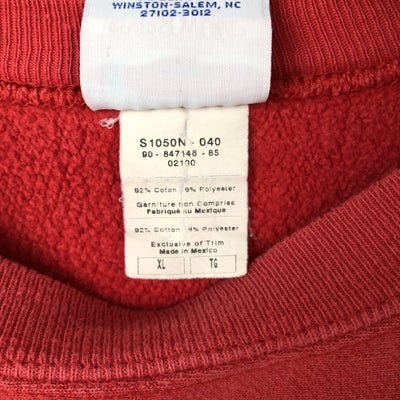 WINSTON-SALEM, NC
27102-3012
S1050N - 040
90 - 847146 - 85
02100
92% Coton 8% Polyester
Garniture non Comprise
Fabriqué au Mexique
92% Cotton 8% Polyester
Exclusive of Trim
Made in Mexico
XL TG